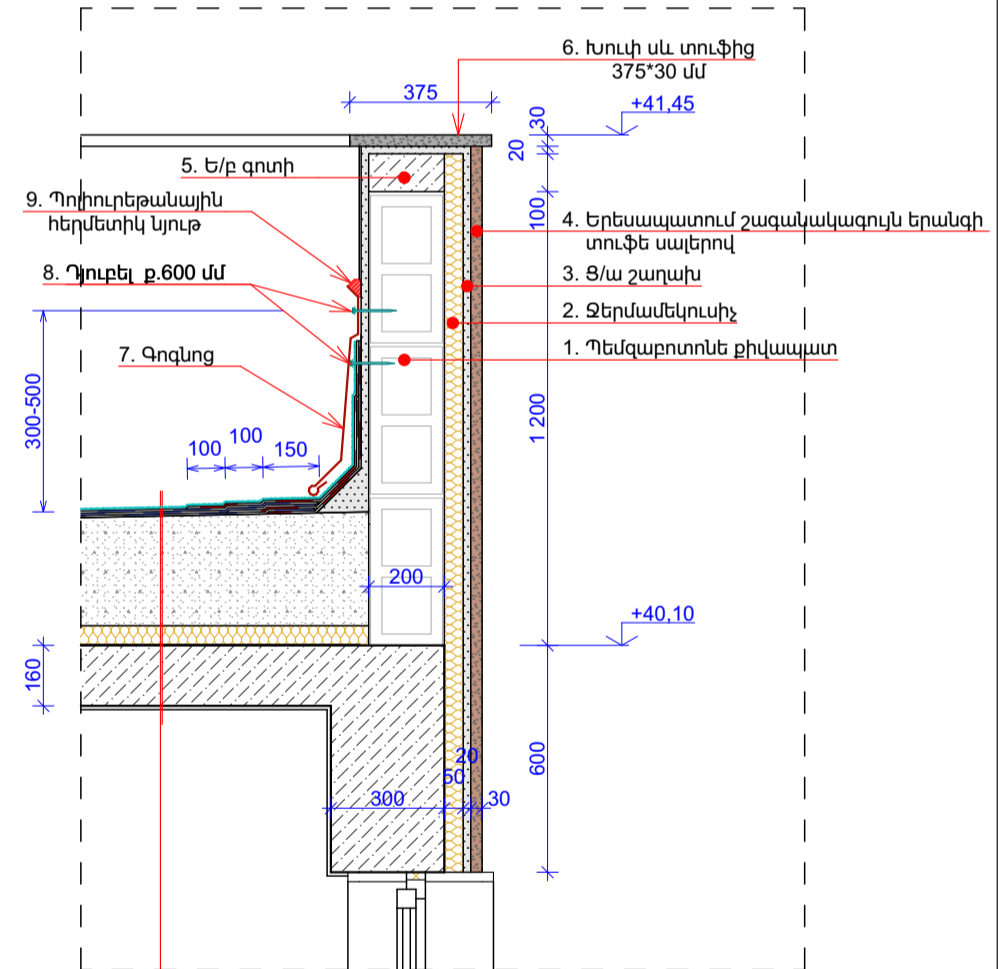 6. Խուփ սև տուֆից
375*30 մմ
375
+41,45
30
20
5. Ե/բ գոտի
9. Պոլիուրեթանային
հերմետիկ նյութ
100
4. Երեսապատում շագանակագույն երանգի
տուֆե սալերով
8. Դյուբել ք.600 մմ
3. Ց/ա շաղախ
2. Ջերմամեկուսիչ
7. Գոգնոց
1. Պեմզաբոտոնե քիվապատ
300-500
1 200
100
100
150
200
+40,10
160
600
20
50
300
30